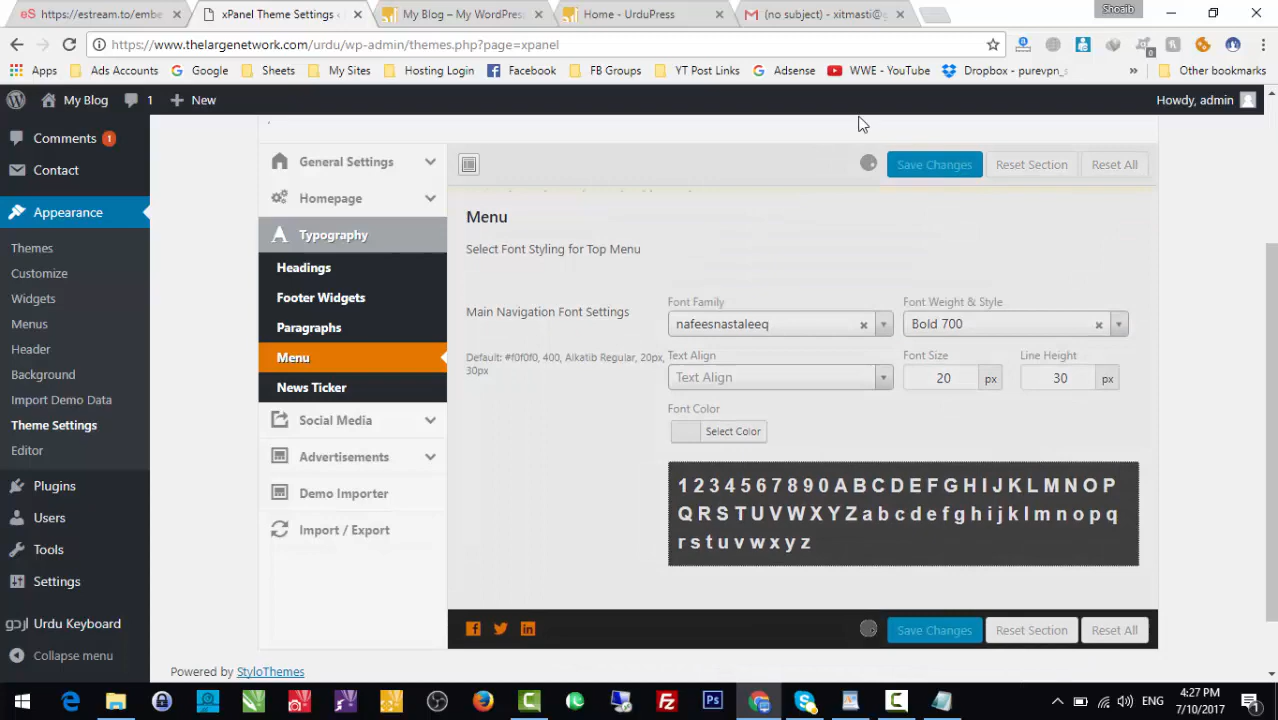 https://estream.to/embe
xPanel Theme Settings
My Blog – My WordPress
Home - UrduPress
(no subject) - xitmasti@g
Shoaib
https://www.thelargenetwork.com/urdu/wp-admin/themes.php?page=xpanel
Apps
Ads Accounts
Google
Sheets
My Sites
Hosting Login
Facebook
FB Groups
YT Post Links
Adsense
WWE - YouTube
Dropbox - purevpn_s
Other bookmarks
My Blog
1
New
Howdy, admin
Comments 1
Contact
Appearance
Themes
Customize
Widgets
Menus
Header
Background
Import Demo Data
Theme Settings
Editor
Plugins
Users
Tools
Settings
اردو Urdu Keyboard
Collapse menu
General Settings
Homepage
Typography
Headings
Footer Widgets
Paragraphs
Menu
News Ticker
Social Media
Advertisements
Demo Importer
Import / Export
Save Changes
Reset Section
Reset All
Menu
Select Font Styling for Top Menu
Main Navigation Font Settings
Default: #f0f0f0, 400, Alkatib Regular, 20px,
30px
Font Family
nafeesnastaleeq
Font Weight & Style
Bold 700
Text Align
Text Align
Font Size
20 px
Line Height
30 px
Font Color
Select Color
1 2 3 4 5 6 7 8 9 0 A B C D E F G H I J K L M N O P
Q R S T U V W X Y Z a b c d e f g h i j k l m n o p q
r s t u v w x y z
Save Changes
Reset Section
Reset All
Powered by StyloThemes
Ps
ENG
4:27 PM
7/10/2017